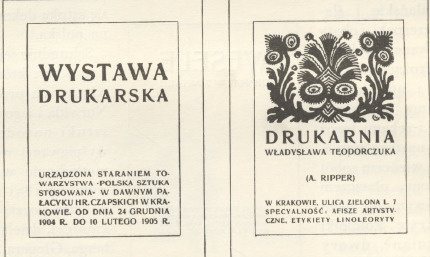 WYSTAWA
DRUKARSKA
URZĄDZONA STARANIEM TO-
WARZYSTWA ·POLSKA SZTUKA
STOSOWANA· W DAWNYM PA-
ŁACYKU HR. CZAPSKICH W KRA-
KOWIE. OD DNIA 24 GRUDNIA
1904 R. DO 10 LUTEGO 1905 R.
DRUKARNIA
WŁADYSŁAWA TEODORCZUKA
(A. RIPPER)
W KRAKOWIE, ULICA ZIELONA L. 7
SPECYALNOŚĆ: AFISZE ARTYSTY-
CZNE, ETYKIETY LINOLEORYTY